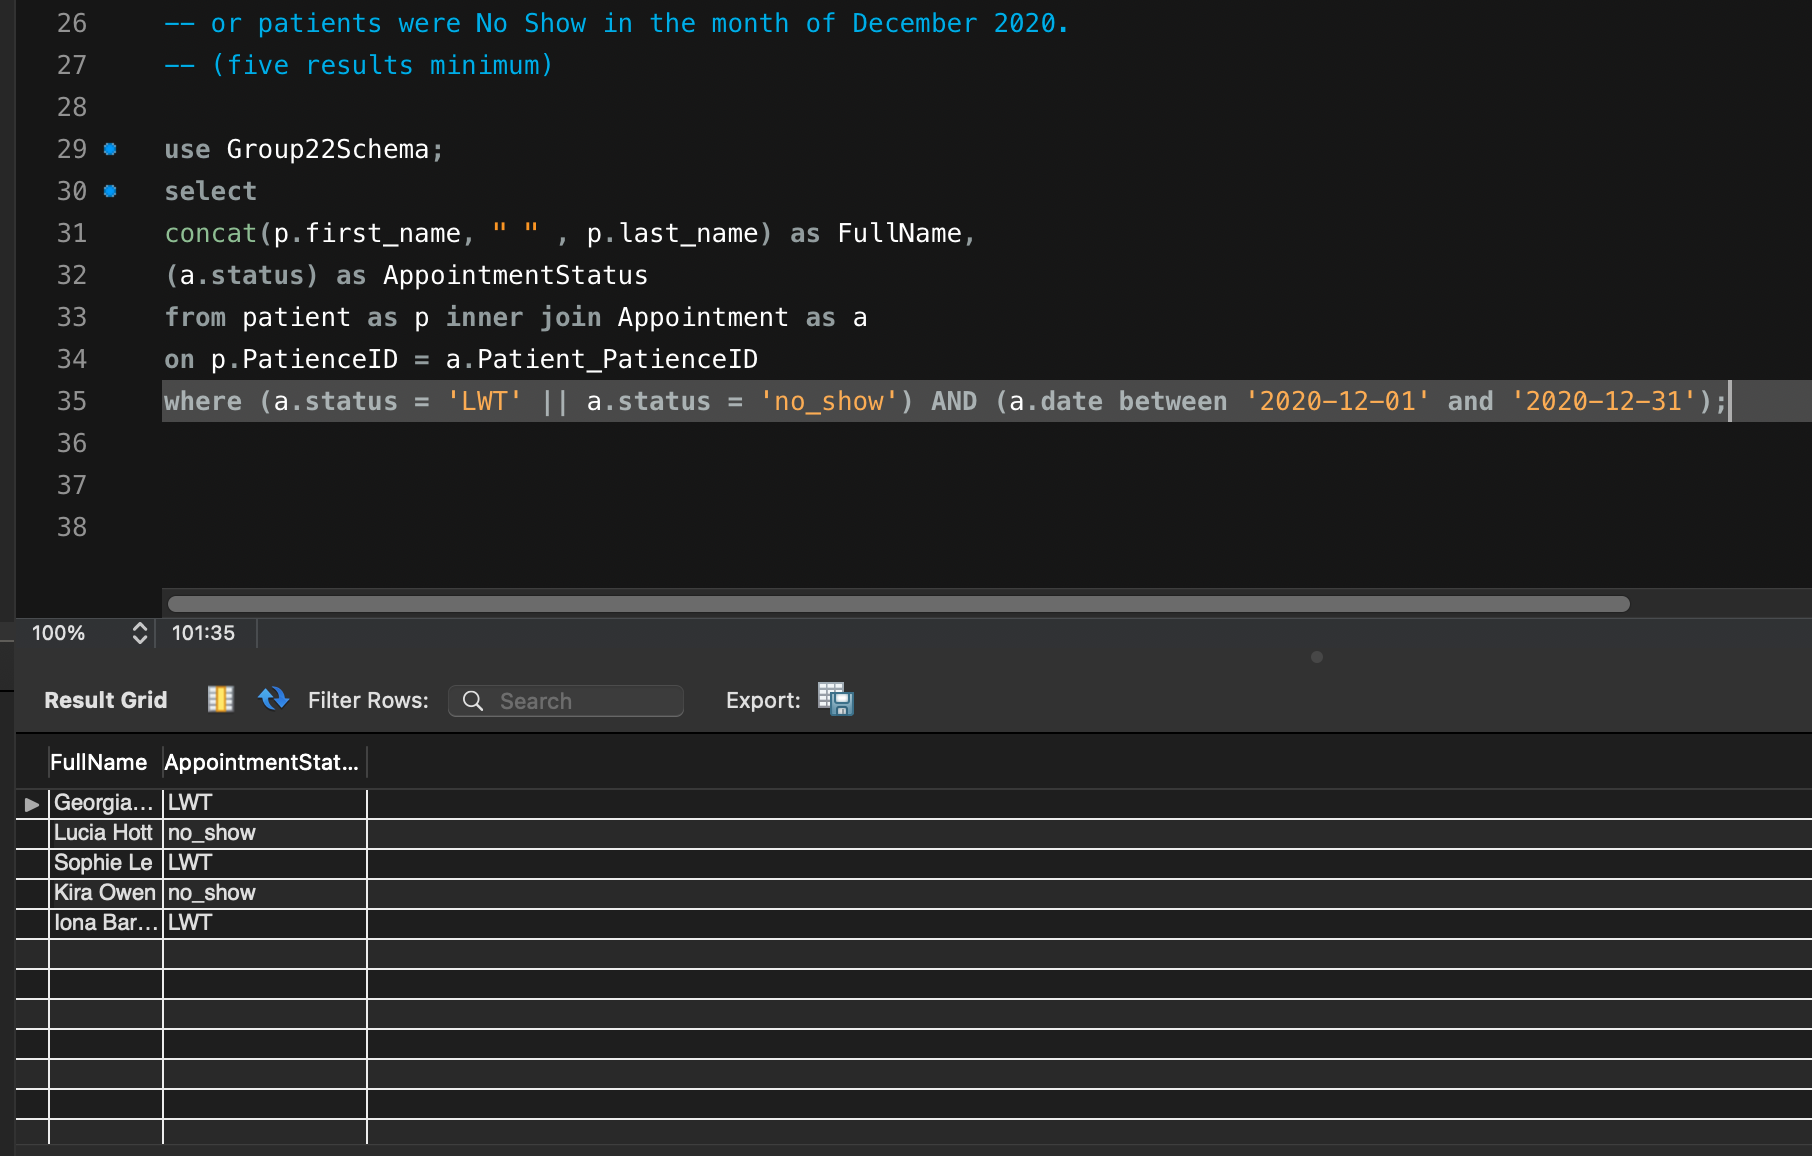 26 -- or patients were No Show in the month of December 2020.
27 -- (five results minimum)
28
29 use Group22Schema;
30 select
31 concat(p.first_name, " " , p.last_name) as FullName,
32 (a.status) as AppointmentStatus
33 from patient as p inner join Appointment as a
34 on p.PatienceID = a.Patient_PatienceID
35 where (a.status = 'LWT' || a.status = 'no_show') AND (a.date between '2020-12-01' and '2020-12-31');
36
37
38
100% 101:35
Result Grid Filter Rows: Search Export:
FullName AppointmentStat...
Georgia... LWT
Lucia Hott no_show
Sophie Le LWT
Kira Owen no_show
Iona Bar... LWT